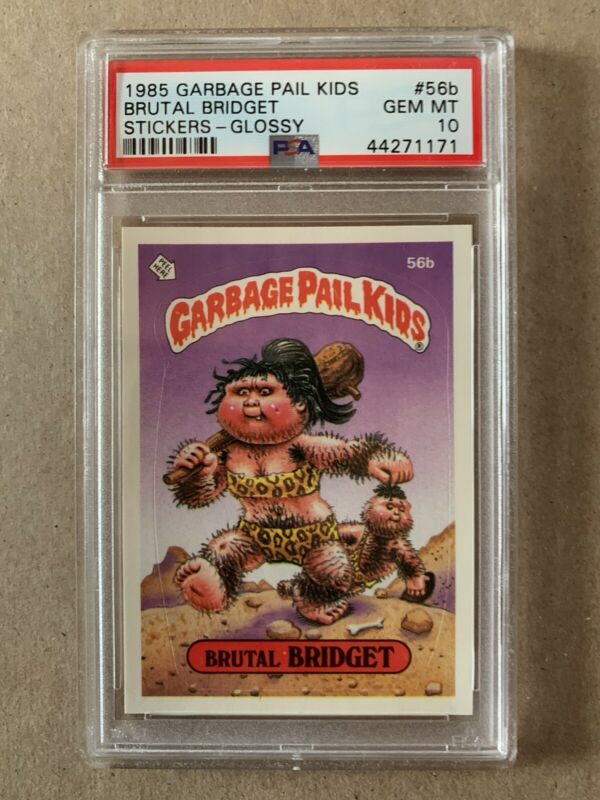 1985 GARBAGE PAIL KIDS #56b
BRUTAL BRIDGET GEM MT
STICKERS - GLOSSY 10
PSA 44271171
PEEL HERE 56b
GARBAGE PAIL KIDS®
BRUTAL BRIDGET